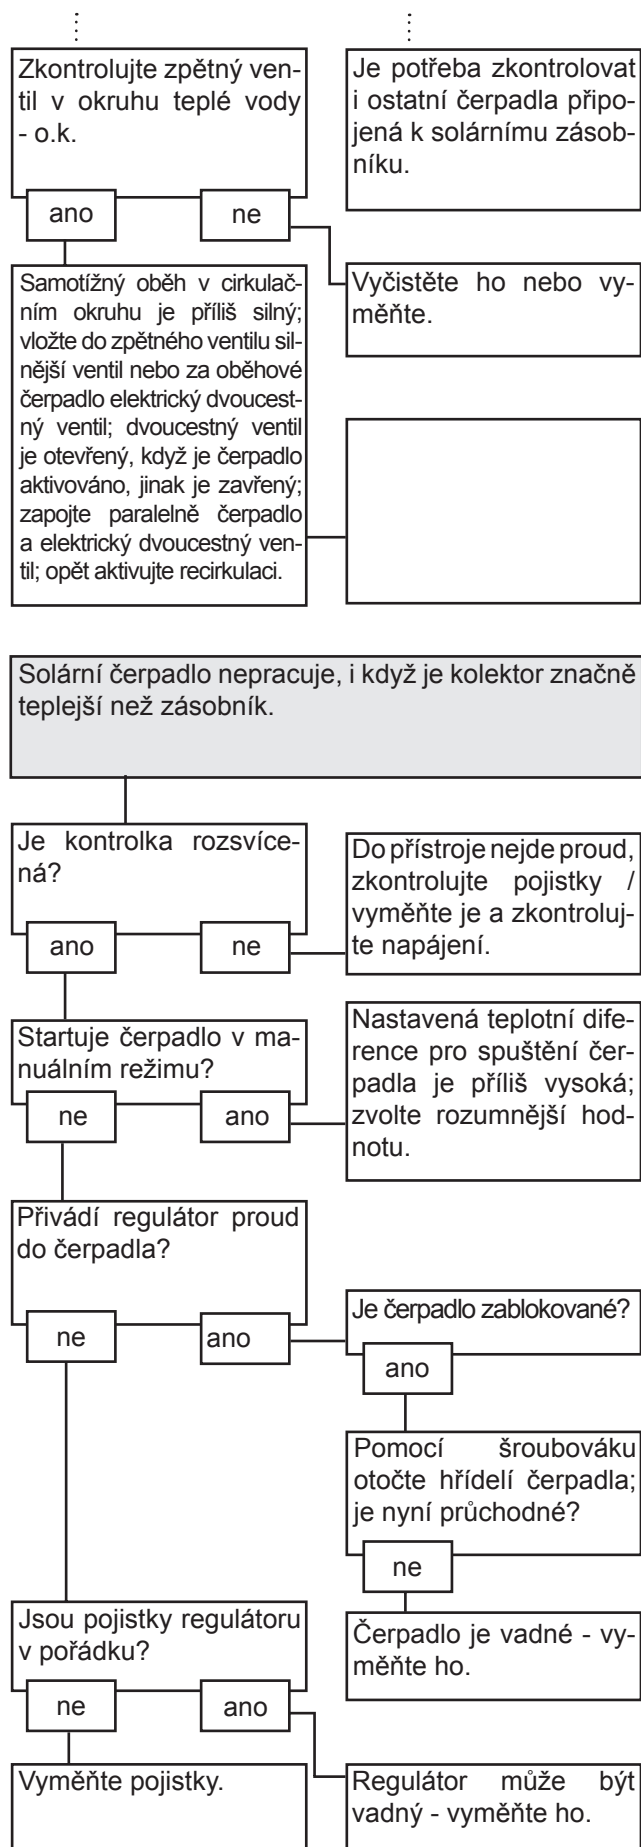 Zkontrolujte zpětný ven-
til v okruhu teplé vody
- o.k.
Je potřeba zkontrolovat
i ostatní čerpadla připo-
jená k solárnímu zásob-
níku.
ano
ne
Samotížný oběh v cirkulač-
ním okruhu je příliš silný;
vložte do zpětného ventilu sil-
nější ventil nebo za oběhové
čerpadlo elektrický dvoucest-
ný ventil; dvoucestný ventil
je otevřený, když je čerpadlo
aktivováno, jinak je zavřený;
zapojte paralelně čerpadlo
a elektrický dvoucestný ven-
til; opět aktivujte recirkulaci.
Vyčistěte ho nebo vy-
měňte.
Solární čerpadlo nepracuje, i když je kolektor značně
teplejší než zásobník.
Je kontrolka rozsvíce-
ná?
ano
ne
Do přístroje nejde proud,
zkontrolujte pojistky /
vyměňte je a zkontroluj-
te napájení.
Startuje čerpadlo v ma-
nuálním režimu?
ne
ano
Nastavená teplotní dife-
rence pro spuštění čer-
padla je příliš vysoká;
zvolte rozumnější hod-
notu.
Přivádí regulátor proud
do čerpadla?
ne
ano
Je čerpadlo zablokované?
ano
Pomocí šroubováku
otočte hřídelí čerpadla;
je nyní průchodné?
ne
Čerpadlo je vadné - vy-
měňte ho.
Jsou pojistky regulátoru
v pořádku?
ne
ano
Vyměňte pojistky.
Regulátor může být
vadný - vyměňte ho.